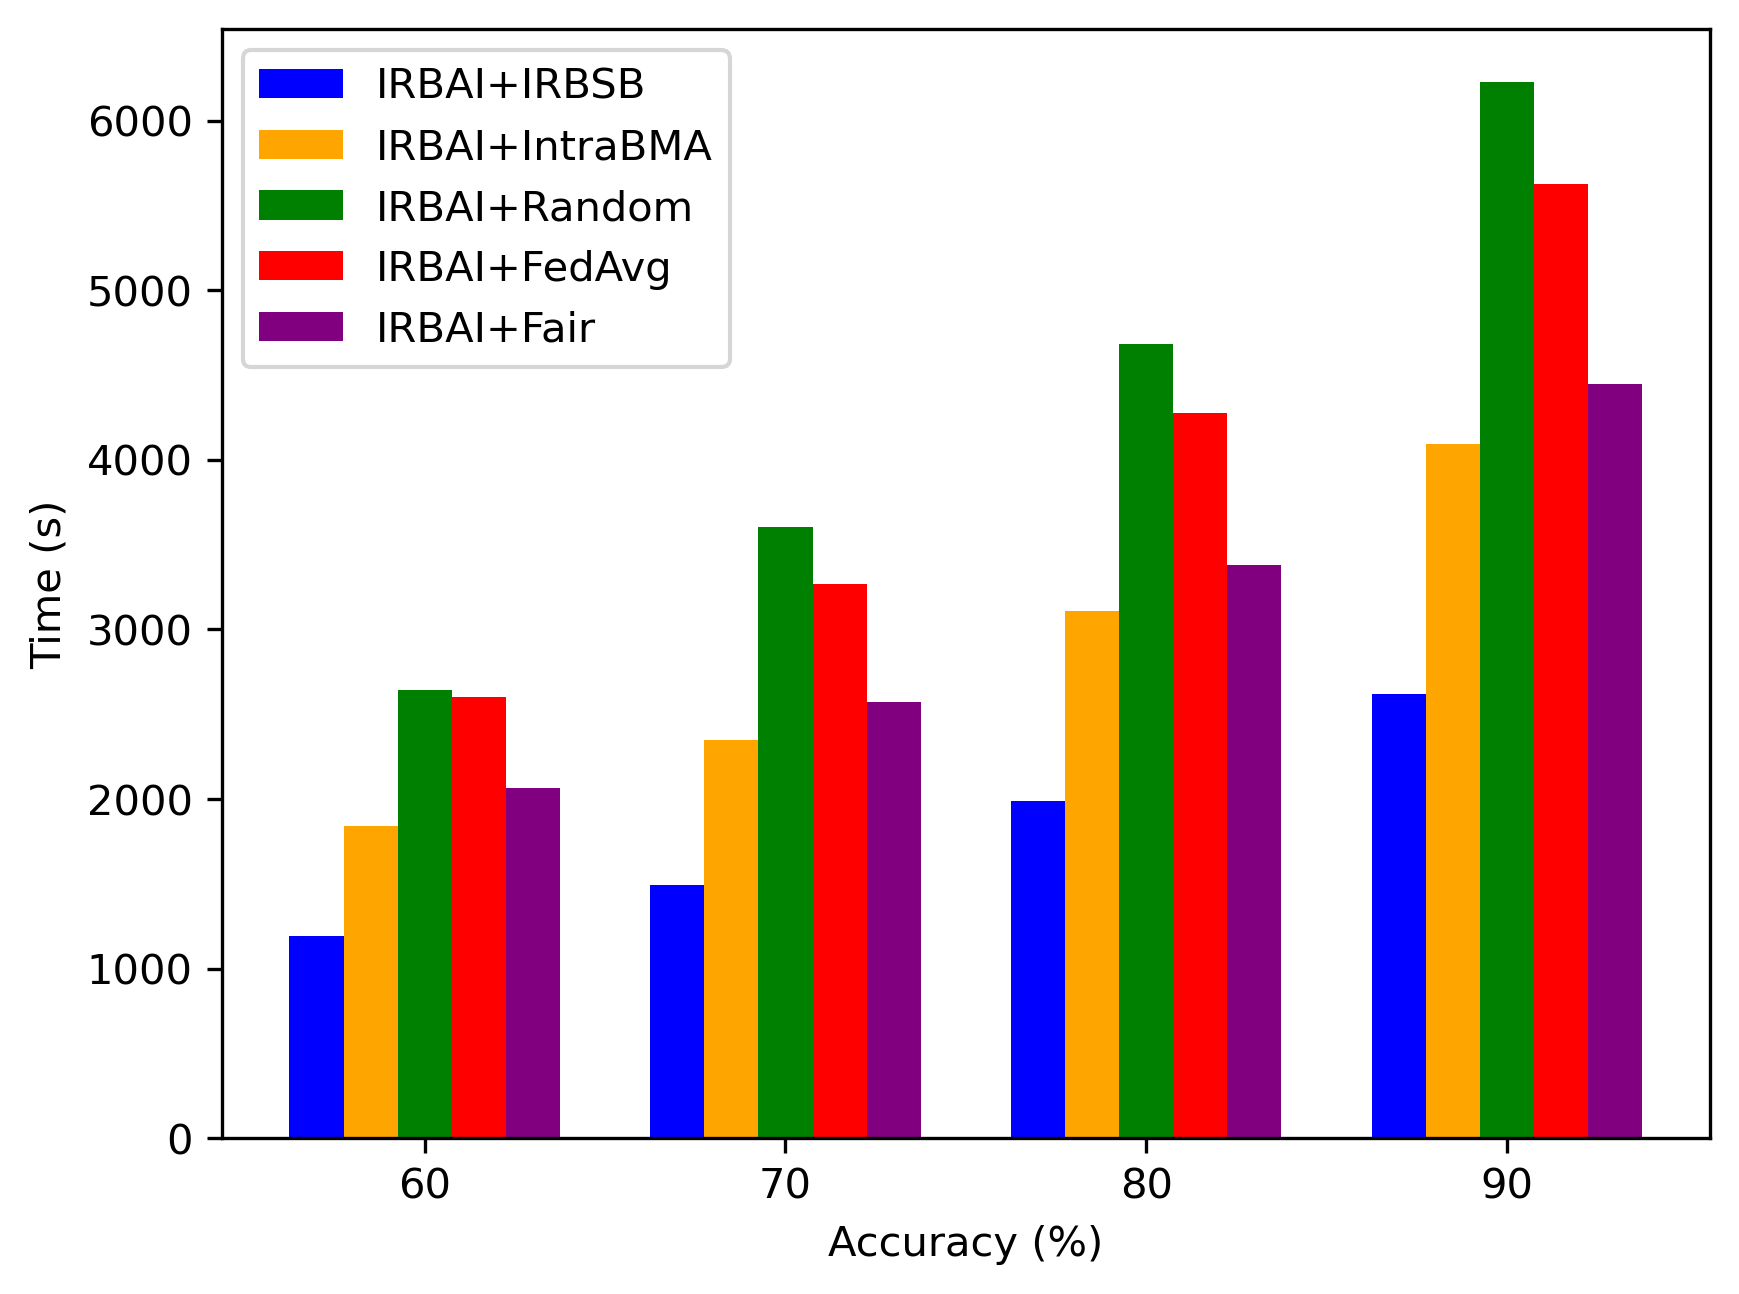 IRBAI+IRBSB
IRBAI+IntraBMA
IRBAI+Random
IRBAI+FedAvg
IRBAI+Fair
6000
5000
4000
3000
2000
1000
0
Time (s)
60 70 80 90
Accuracy (%)